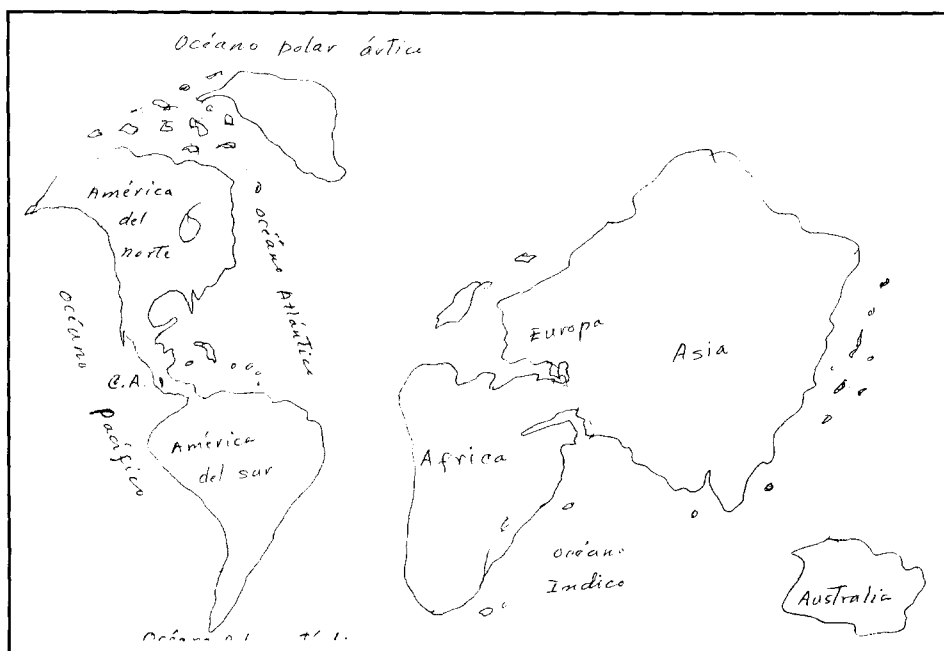 Océano polar ártico
América
del
norte
océano Atlántico
océano
pacífico
C.A.
América
del sur
Europa
Asia
Africa
océano
Indico
Australia
Océano